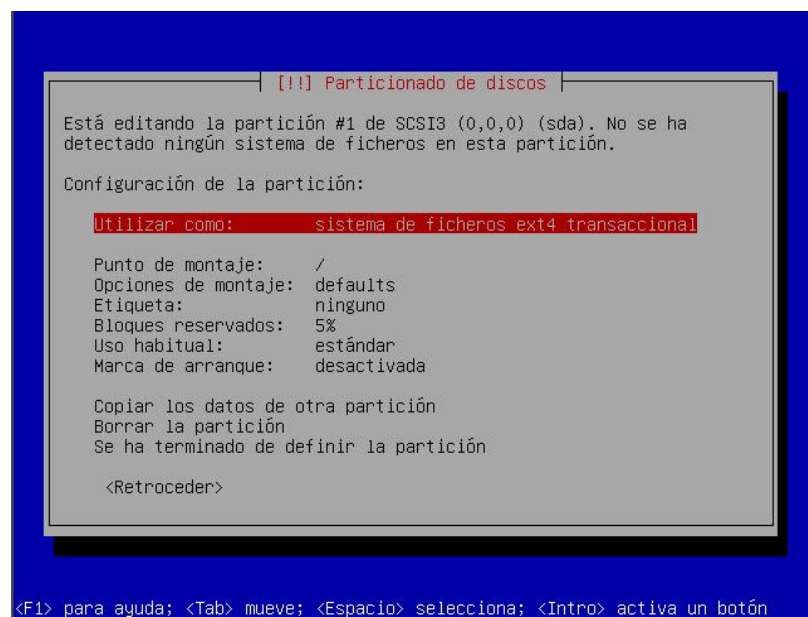 [!!] Particionado de discos
Está editando la partición #1 de SCSI3 (0,0,0) (sda). No se ha
detectado ningún sistema de ficheros en esta partición.
Configuración de la partición:
Utilizar como: sistema de ficheros ext4 transaccional
Punto de montaje: /
Opciones de montaje: defaults
Etiqueta: ninguno
Bloques reservados: 5%
Uso habitual: estándar
Marca de arranque: desactivada
Copiar los datos de otra partición
Borrar la partición
Se ha terminado de definir la partición
<Retroceder>
<F1> para ayuda; <Tab> mueve; <Espacio> selecciona; <Intro> activa un botón